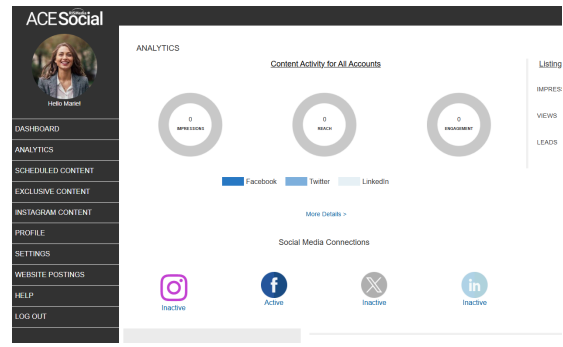 ACESocial
Hello Mariel
DASHBOARD
ANALYTICS
SCHEDULED CONTENT
EXCLUSIVE CONTENT
INSTAGRAM CONTENT
PROFILE
SETTINGS
WEBSITE POSTINGS
HELP
LOG OUT
ANALYTICS
Content Activity for All Accounts
0
IMPRESSIONS
0
REACH
0
ENGAGEMENT
Facebook Twitter LinkedIn
More Details >
Social Media Connections
Inactive
Active
Inactive
Inactive
Listing
IMPRESS
VIEWS
LEADS